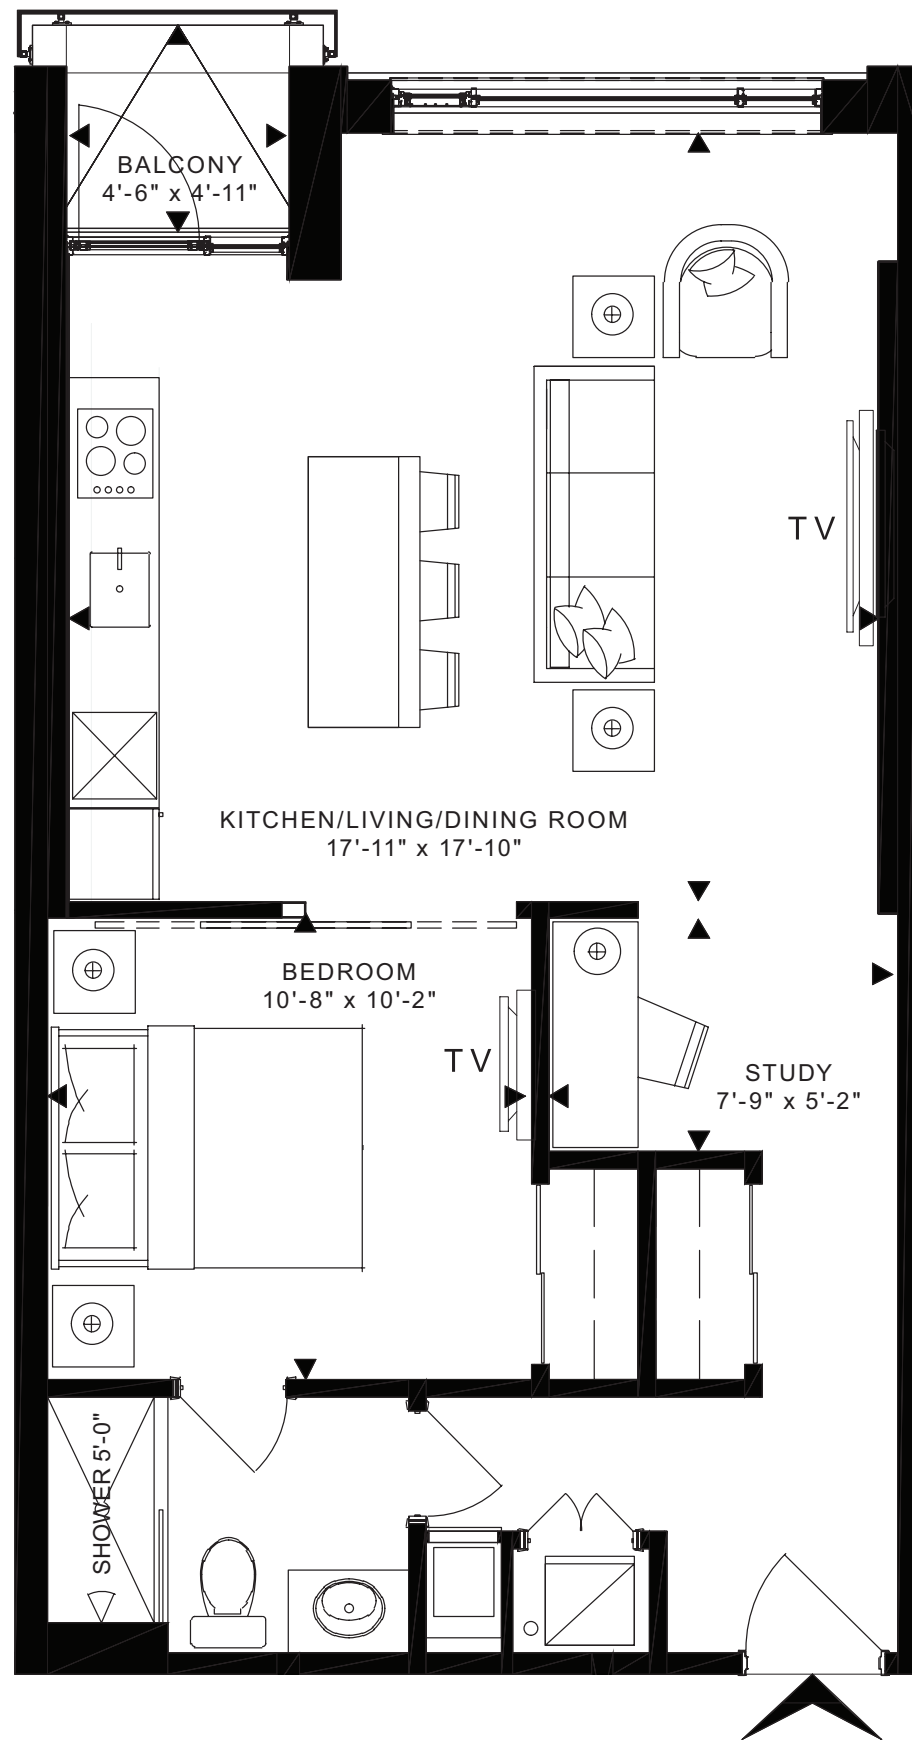 BALCONY
4'-6" x 4'-11"
TV
KITCHEN/LIVING/DINING ROOM
17'-11" x 17'-10"
BEDROOM
10'-8" x 10'-2"
TV
STUDY
7'-9" x 5'-2"
SHOWER 5'-0"